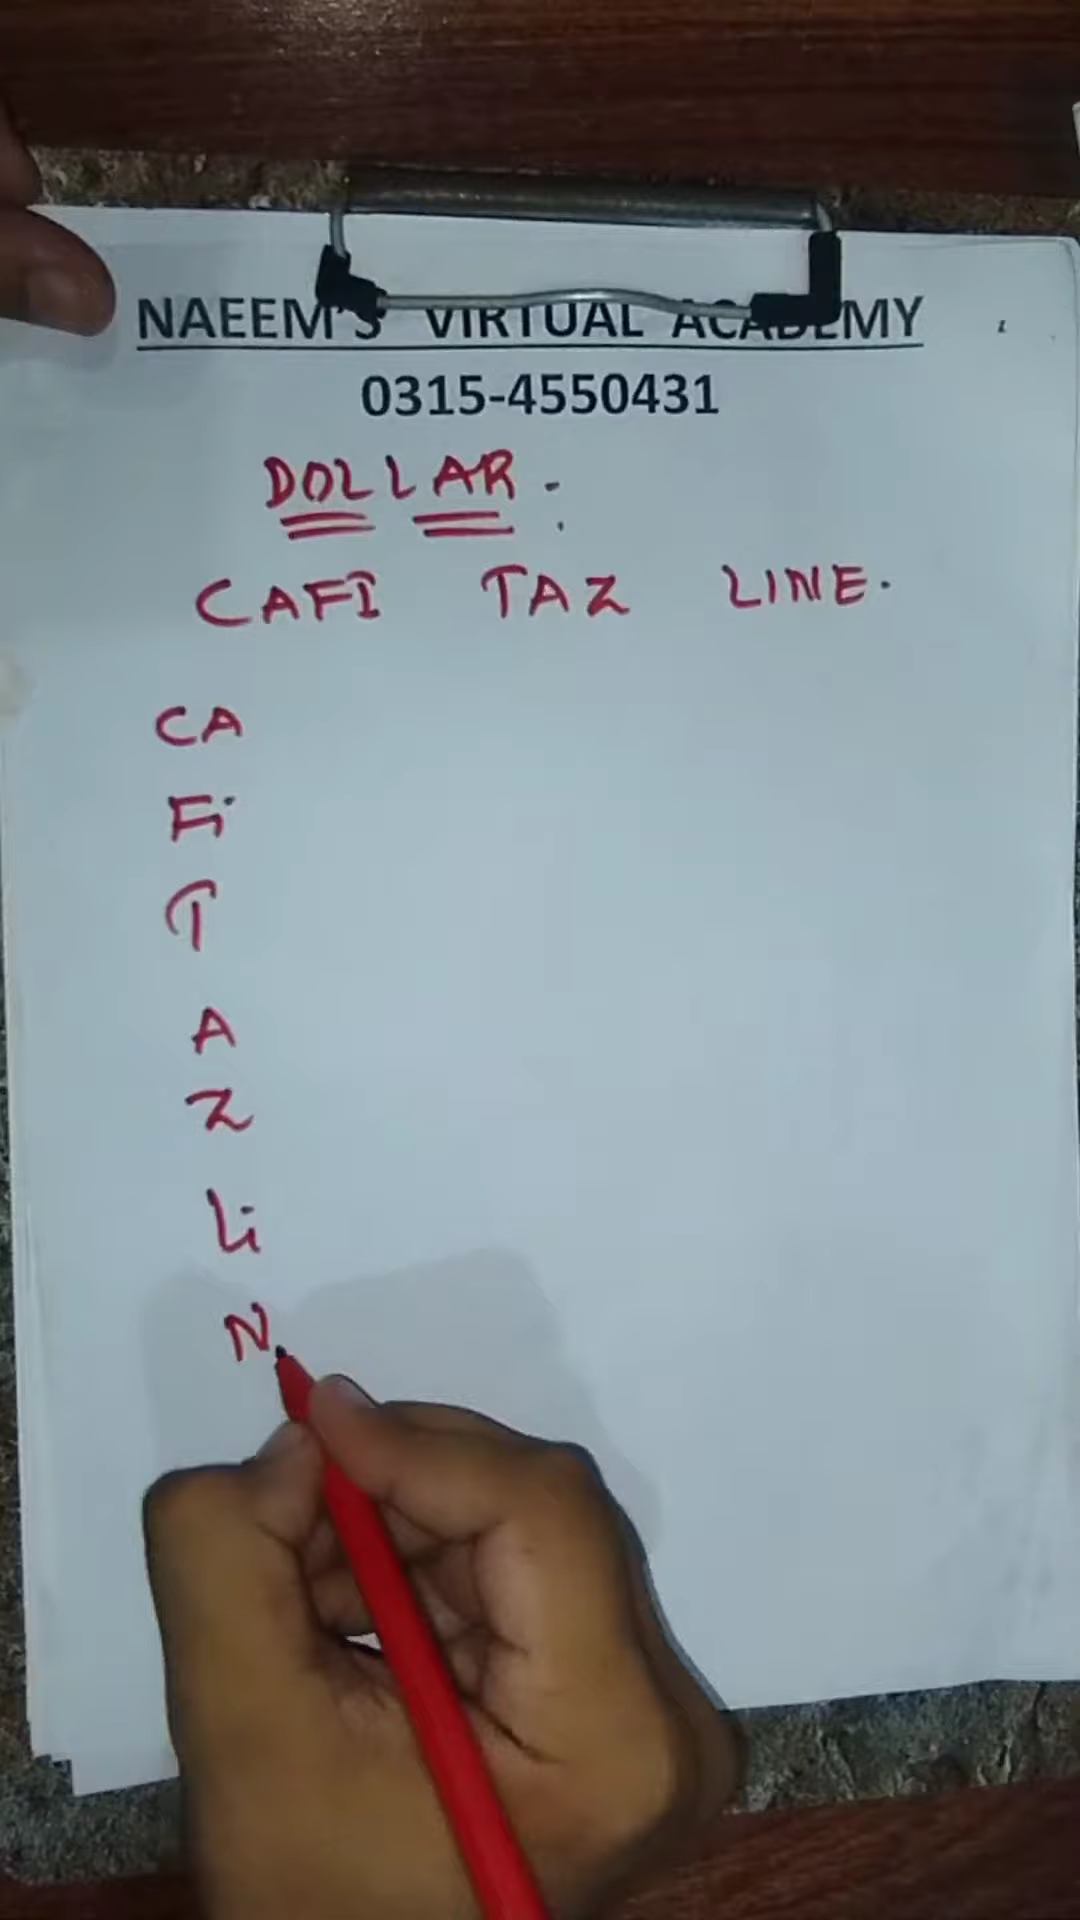 NAEEM'S VIRTUAL ACADEMY
0315-4550431
DOLLAR.
CAFI TAZ LINE.
CA
Fi
T
A
Z
Li
N